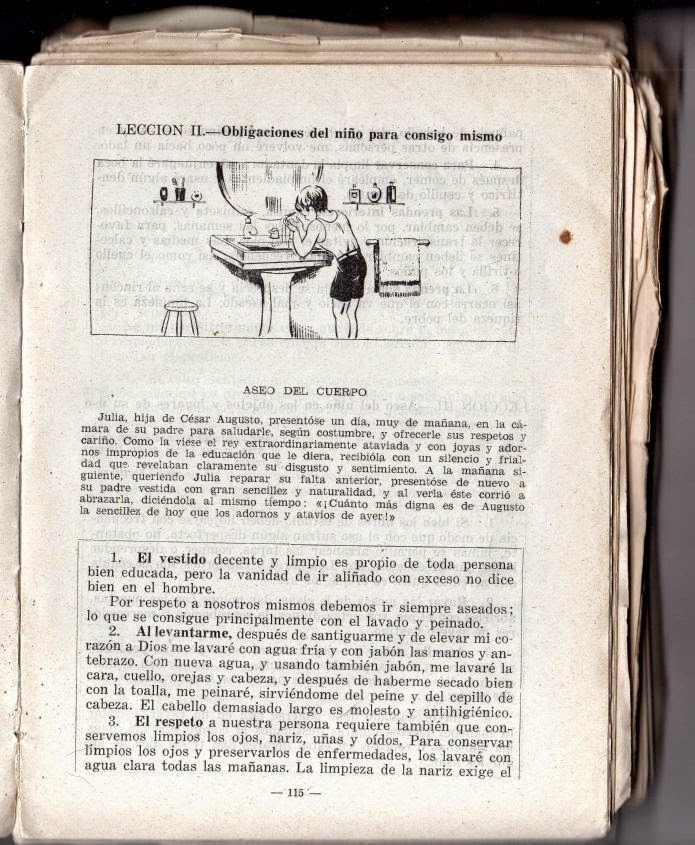 LECCION II.—Obligaciones del niño para consigo mismo
ASEO DEL CUERPO
Julia, hija de César Augusto, presentóse un día, muy de mañana, en la cá-
mara de su padre para saludarle, según costumbre, y ofrecerle sus respetos y
cariño. Como la viese el rey extraordinariamente ataviada y con joyas y ador-
nos impropios de la educación que le diera, recibióla con un silencio y frial-
dad que revelaban claramente su disgusto y sentimiento. A la mañana si-
guiente, queriendo Julia reparar su falta anterior, presentóse de nuevo a
su padre vestida con gran sencillez y naturalidad, y al verla éste corrió a
abrazarla, diciéndola al mismo tiempo: «¡Cuánto más digna es de Augusto
la sencillez de hoy que los adornos y atavíos de ayer!»
1. El vestido decente y limpio es propio de toda persona
bien educada, pero la vanidad de ir aliñado con exceso no dice
bien en el hombre.
Por respeto a nosotros mismos debemos ir siempre aseados;
lo que se consigue principalmente con el lavado y peinado.
2. Al levantarme, después de santiguarme y de elevar mi co-
razón a Dios me lavaré con agua fría y con jabón las manos y an-
tebrazo. Con nueva agua, y usando también jabón, me lavaré la
cara, cuello, orejas y cabeza, y después de haberme secado bien
con la toalla, me peinaré, sirviéndome del peine y del cepillo de
cabeza. El cabello demasiado largo es molesto y antihigiénico.
3. El respeto a nuestra persona requiere también que con-
servemos limpios los ojos, nariz, uñas y oídos. Para conservar
limpios los ojos y preservarlos de enfermedades, los lavaré con
agua clara todas las mañanas. La limpieza de la nariz exige el
— 115 —